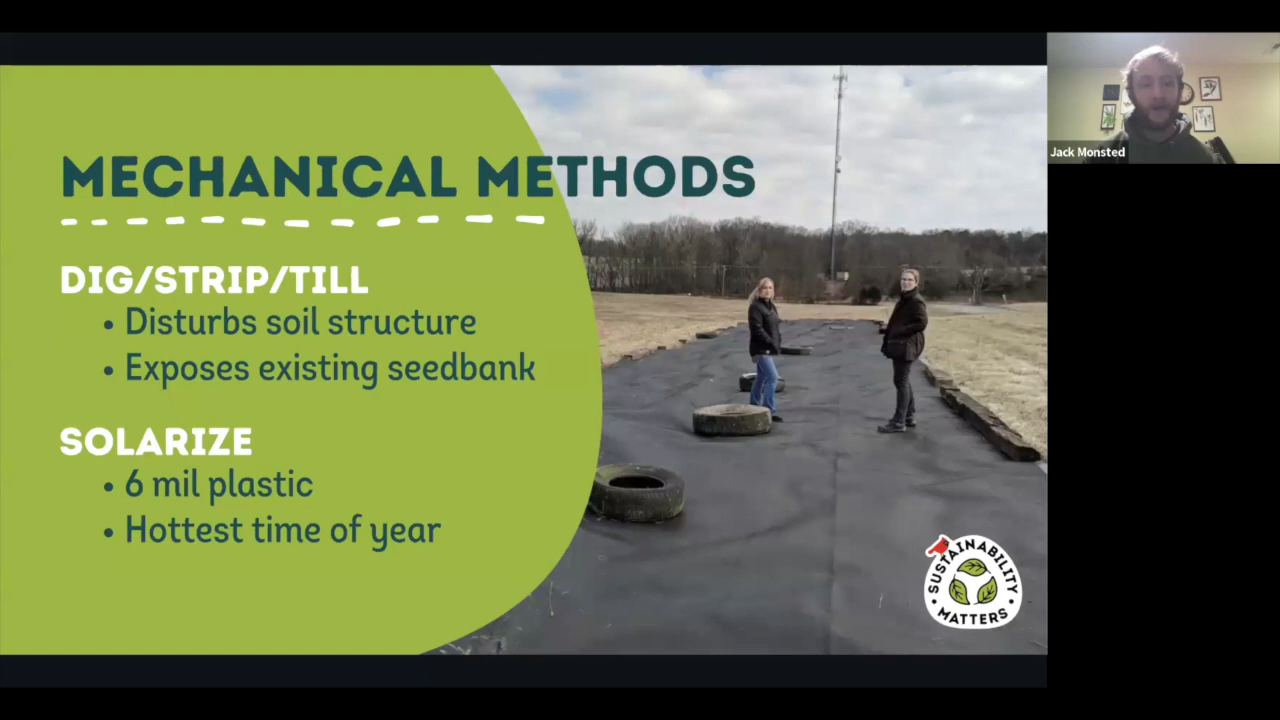 MECHANICAL METHODS
DIG/STRIP/TILL
• Disturbs soil structure
• Exposes existing seedbank
SOLARIZE
• 6 mil plastic
• Hottest time of year
SUSTAINABILITY
• MATTERS •
Jack Monsted